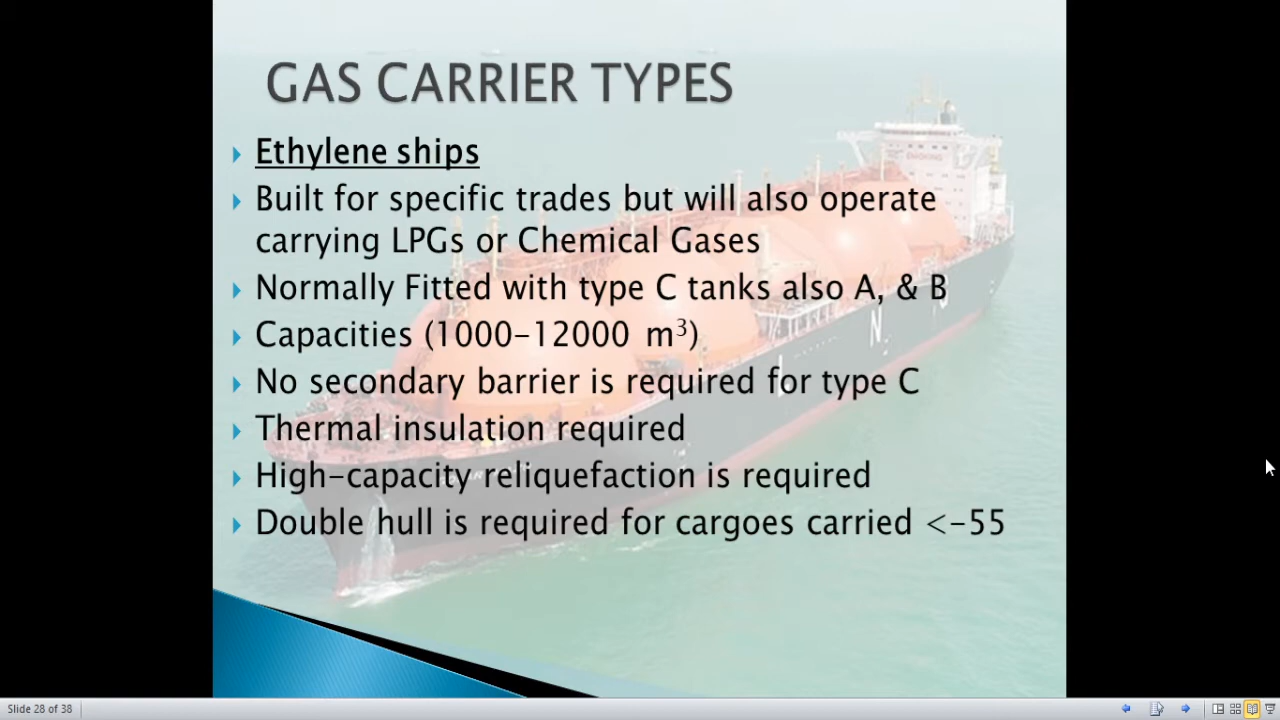 GAS CARRIER TYPES
Ethylene ships
Built for specific trades but will also operate
carrying LPGs or Chemical Gases
Normally Fitted with type C tanks also A, & B
Capacities (1000-12000 m³)
No secondary barrier is required for type C
Thermal insulation required
High-capacity reliquefaction is required
Double hull is required for cargoes carried <-55
L N G
Slide 28 of 38